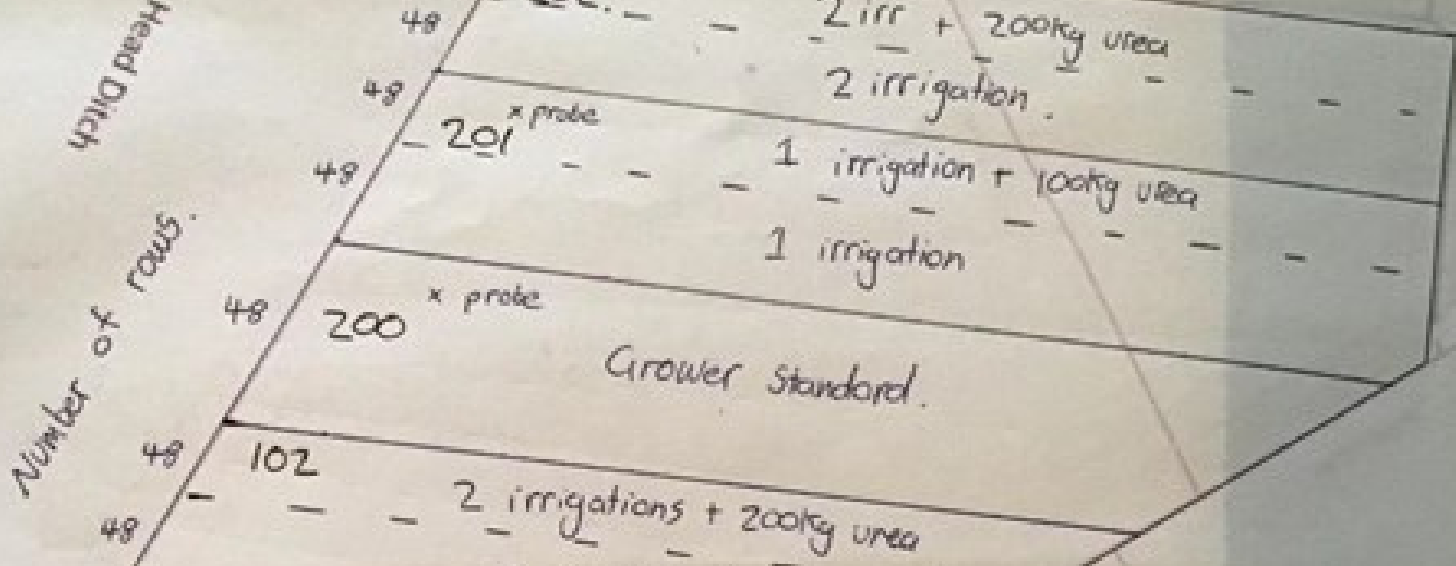 Head Ditch
48
2 irr + 200kg urea
2 irrigation.
48
201 x probe
1 irrigation + 100kg urea
48
1 irrigation
Number of rows.
48
200 x probe
Grower Standard.
48
102
2 irrigations + 200kg urea
48